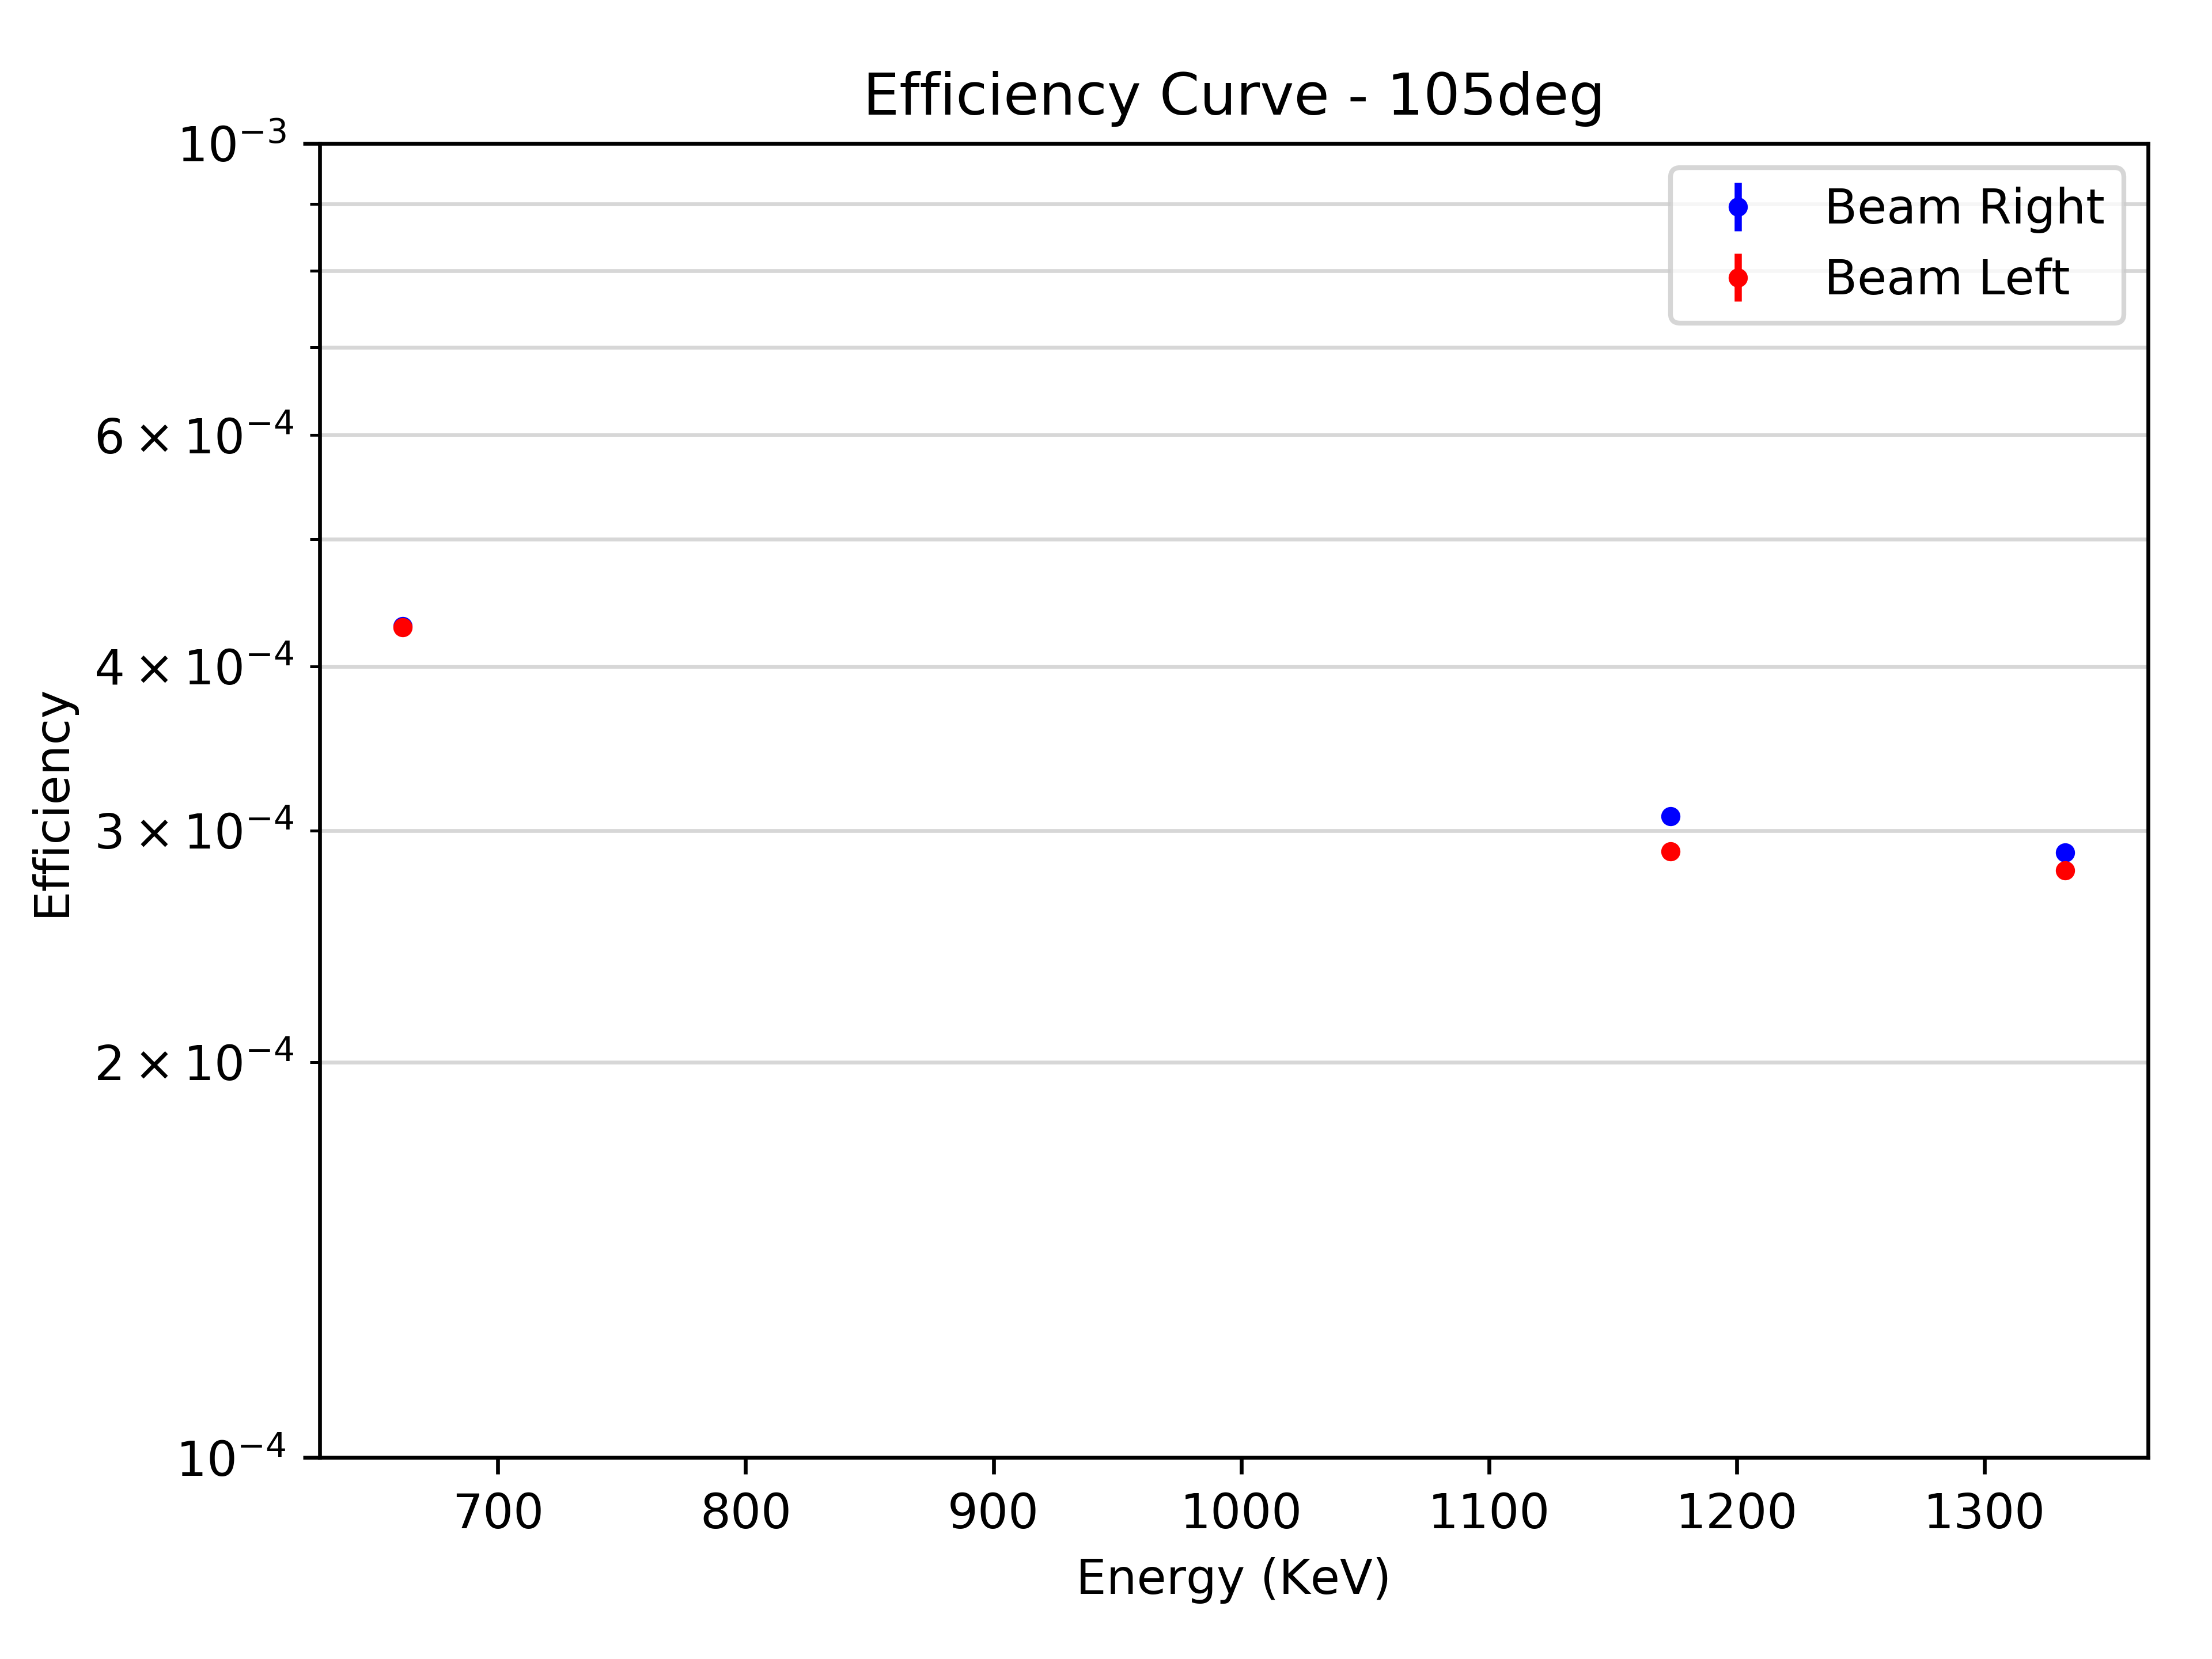 Efficiency Curve - 105deg
10⁻³
6 × 10⁻⁴
4 × 10⁻⁴
3 × 10⁻⁴
2 × 10⁻⁴
10⁻⁴
Efficiency
Beam Right
Beam Left
700 800 900 1000 1100 1200 1300
Energy (KeV)